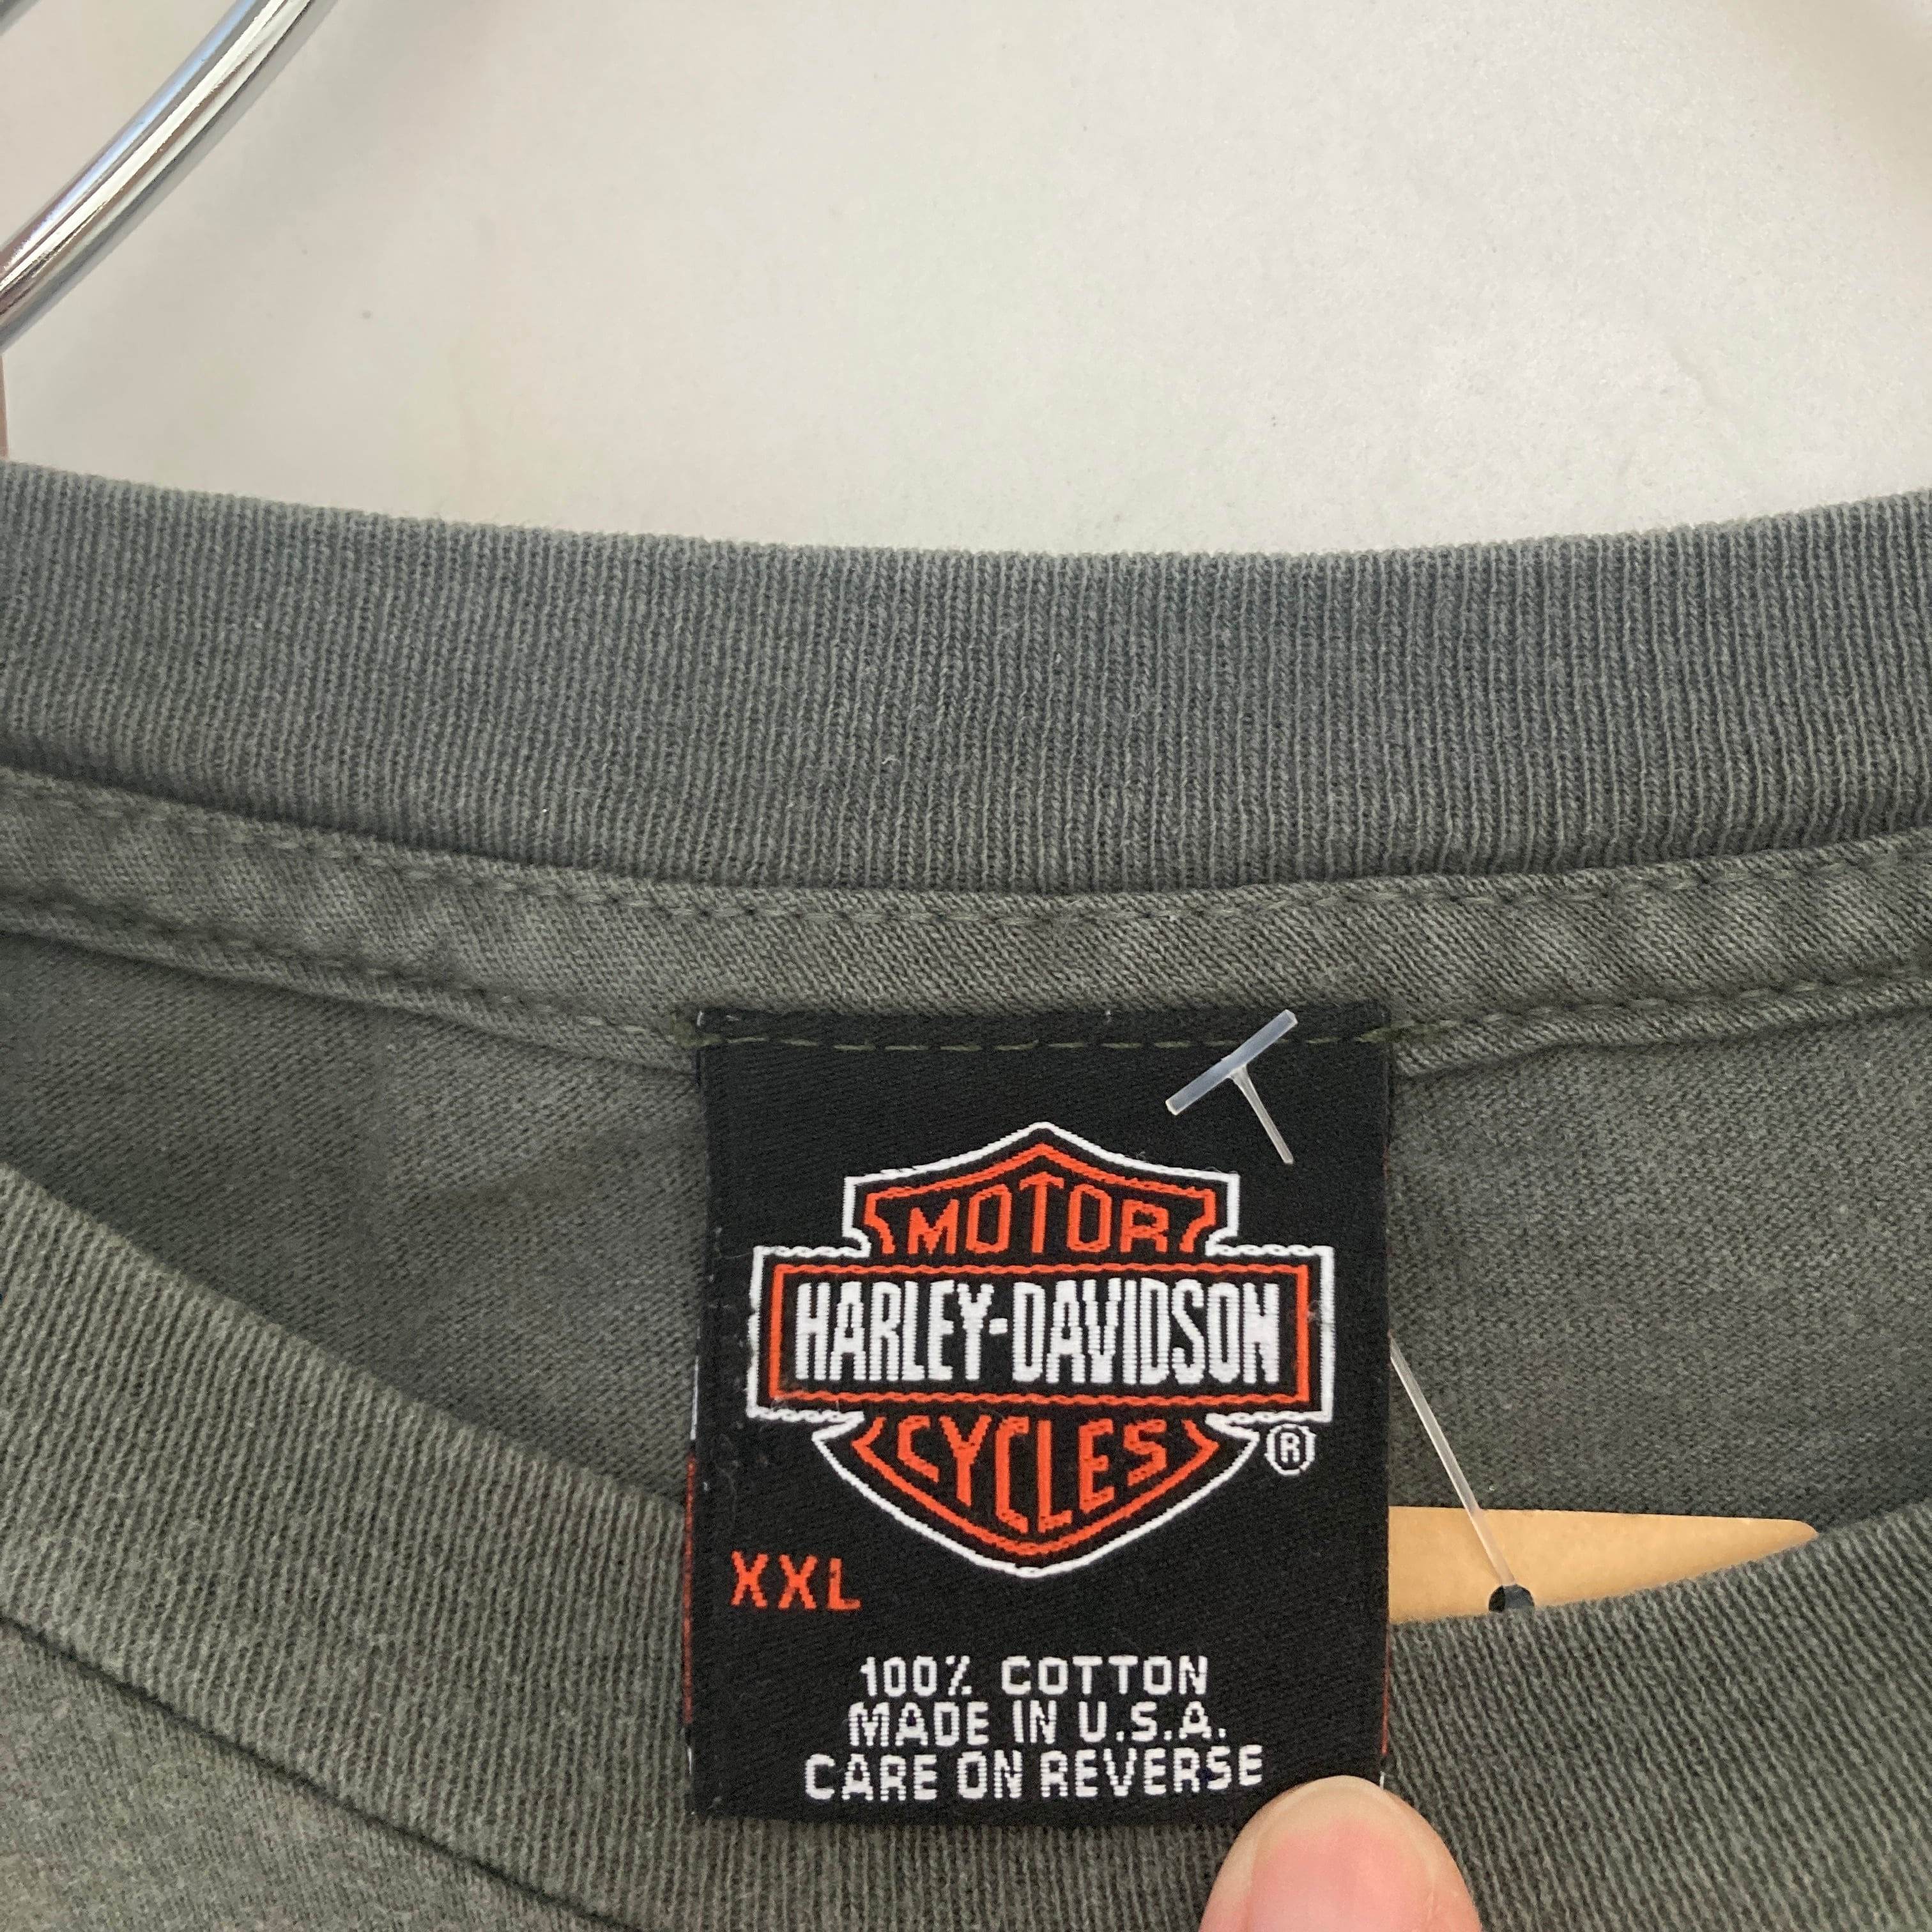 MOTOR
HARLEY-DAVIDSON
CYCLES
®
XXL
100% COTTON
MADE IN U.S.A.
CARE ON REVERSE